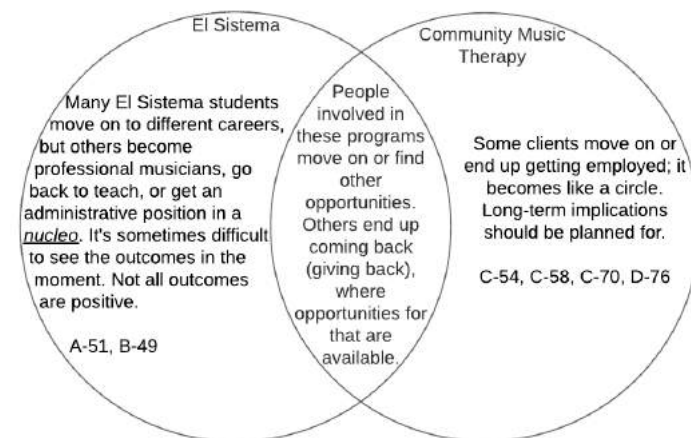 El Sistema
Many El Sistema students
move on to different careers,
but others become
professional musicians, go
back to teach, or get an
administrative position in a
nucleo. It's sometimes difficult
to see the outcomes in the
moment. Not all outcomes
are positive.
A-51, B-49
People
involved in
these programs
move on or find
other
opportunities.
Others end up
coming back
(giving back),
where
opportunities for
that are
available.
Community Music
Therapy
Some clients move on or
end up getting employed; it
becomes like a circle.
Long-term implications
should be planned for.
C-54, C-58, C-70, D-76